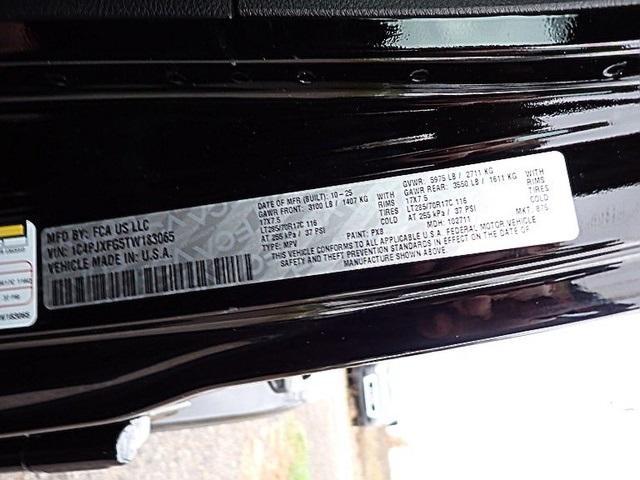 MFD BY: FCA US LLC
VIN: 1C4PJXFG5TW183065
VEHICLE MADE IN: U.S.A.
DATE OF MFR (BUILT): 10-25
GAWR FRONT: 3100 LB / 1407 KG WITH
17X7.5 RIMS
LT285/70R17C 116 TIRES
AT 255 kPa / 37 PSI COLD
GVWR: 5975 LB / 2711 KG
GAWR REAR: 3550 LB / 1611 KG WITH
17X7.5 RIMS
LT285/70R17C 116 TIRES
AT 255 kPa / 37 PSI COLD
TYPE: MPV PAINT: PX8 MDH: 102711 MKT:
THIS VEHICLE CONFORMS TO ALL APPLICABLE U.S.A. FEDERAL MOTOR VEHICLE
SAFETY AND THEFT PREVENTION STANDARDS IN EFFECT ON THE DATE OF
MANUFACTURE SHOWN ABOVE.